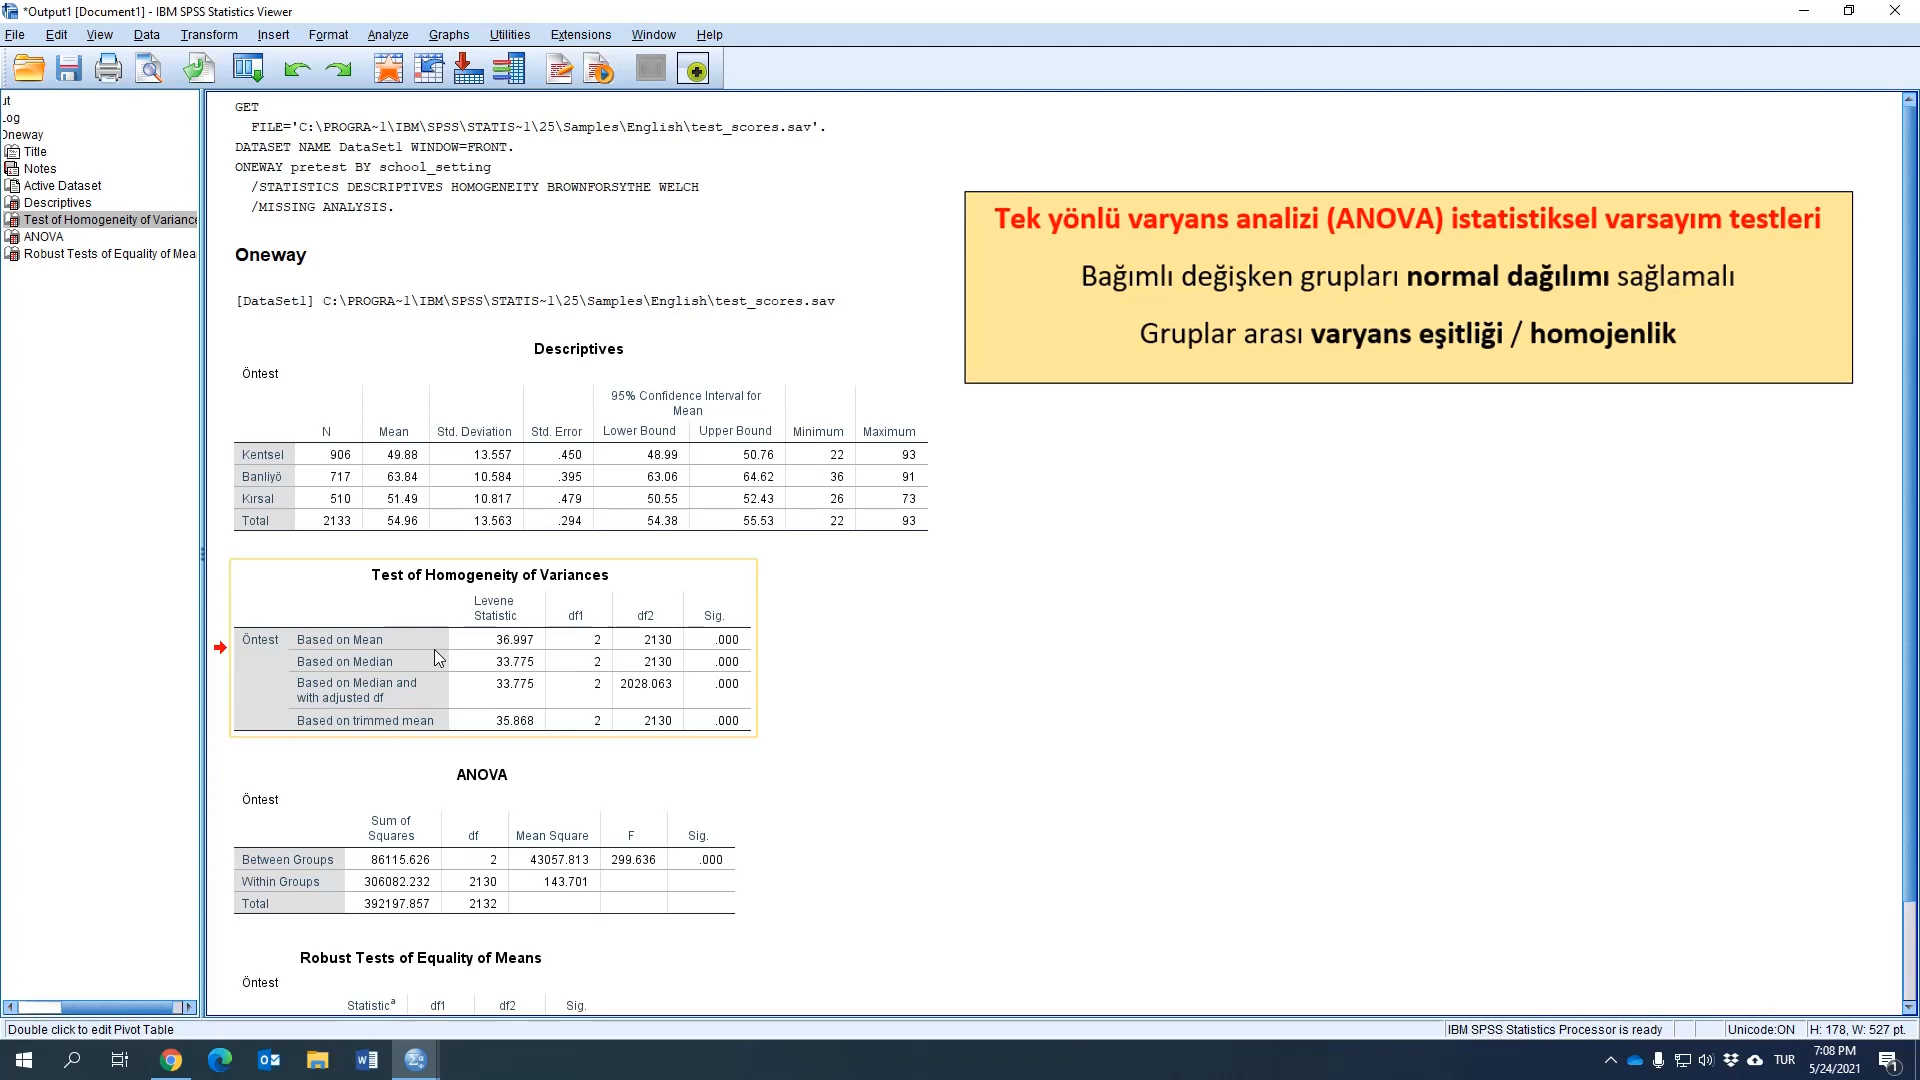 *Output1 [Document1] - IBM SPSS Statistics Viewer
File Edit View Data Transform Insert Format Analyze Graphs Utilities Extensions Window Help
ut
Log
Oneway
Title
Notes
Active Dataset
Descriptives
Test of Homogeneity of Variance
ANOVA
Robust Tests of Equality of Mea
GET
FILE='C:\PROGRA~1\IBM\SPSS\STATIS~1\25\Samples\English\test_scores.sav'.
DATASET NAME DataSet1 WINDOW=FRONT.
ONEWAY pretest BY school_setting
/STATISTICS DESCRIPTIVES HOMOGENEITY BROWNFORSYTHE WELCH
/MISSING ANALYSIS.
Tek yönlü varyans analizi (ANOVA) istatistiksel varsayım testleri
Bağımlı değişken grupları normal dağılımı sağlamalı
Gruplar arası varyans eşitliği / homojenlik
Oneway
[DataSet1] C:\PROGRA~1\IBM\SPSS\STATIS~1\25\Samples\English\test_scores.sav
Descriptives
Öntest
95% Confidence Interval for
Mean
N Mean Std. Deviation Std. Error Lower Bound Upper Bound Minimum Maximum
Kentsel 906 49.88 13.557 .450 48.99 50.76 22 93
Banliyö 717 63.84 10.584 .395 63.06 64.62 36 91
Kırsal 510 51.49 10.817 .479 50.55 52.43 26 73
Total 2133 54.96 13.563 .294 54.38 55.53 22 93
Test of Homogeneity of Variances
Levene
Statistic df1 df2 Sig.
Öntest Based on Mean 36.997 2 2130 .000
Based on Median 33.775 2 2130 .000
Based on Median and
with adjusted df 33.775 2 2028.063 .000
Based on trimmed mean 35.868 2 2130 .000
ANOVA
Öntest
Sum of
Squares df Mean Square F Sig.
Between Groups 86115.626 2 43057.813 299.636 .000
Within Groups 306082.232 2130 143.701
Total 392197.857 2132
Robust Tests of Equality of Means
Öntest
Statistic<sup>a</sup> df1 df2 Sig.
Double click to edit Pivot Table
IBM SPSS Statistics Processor is ready Unicode:ON H: 178, W: 527 pt.
TUR
7:08 PM
5/24/2021
1